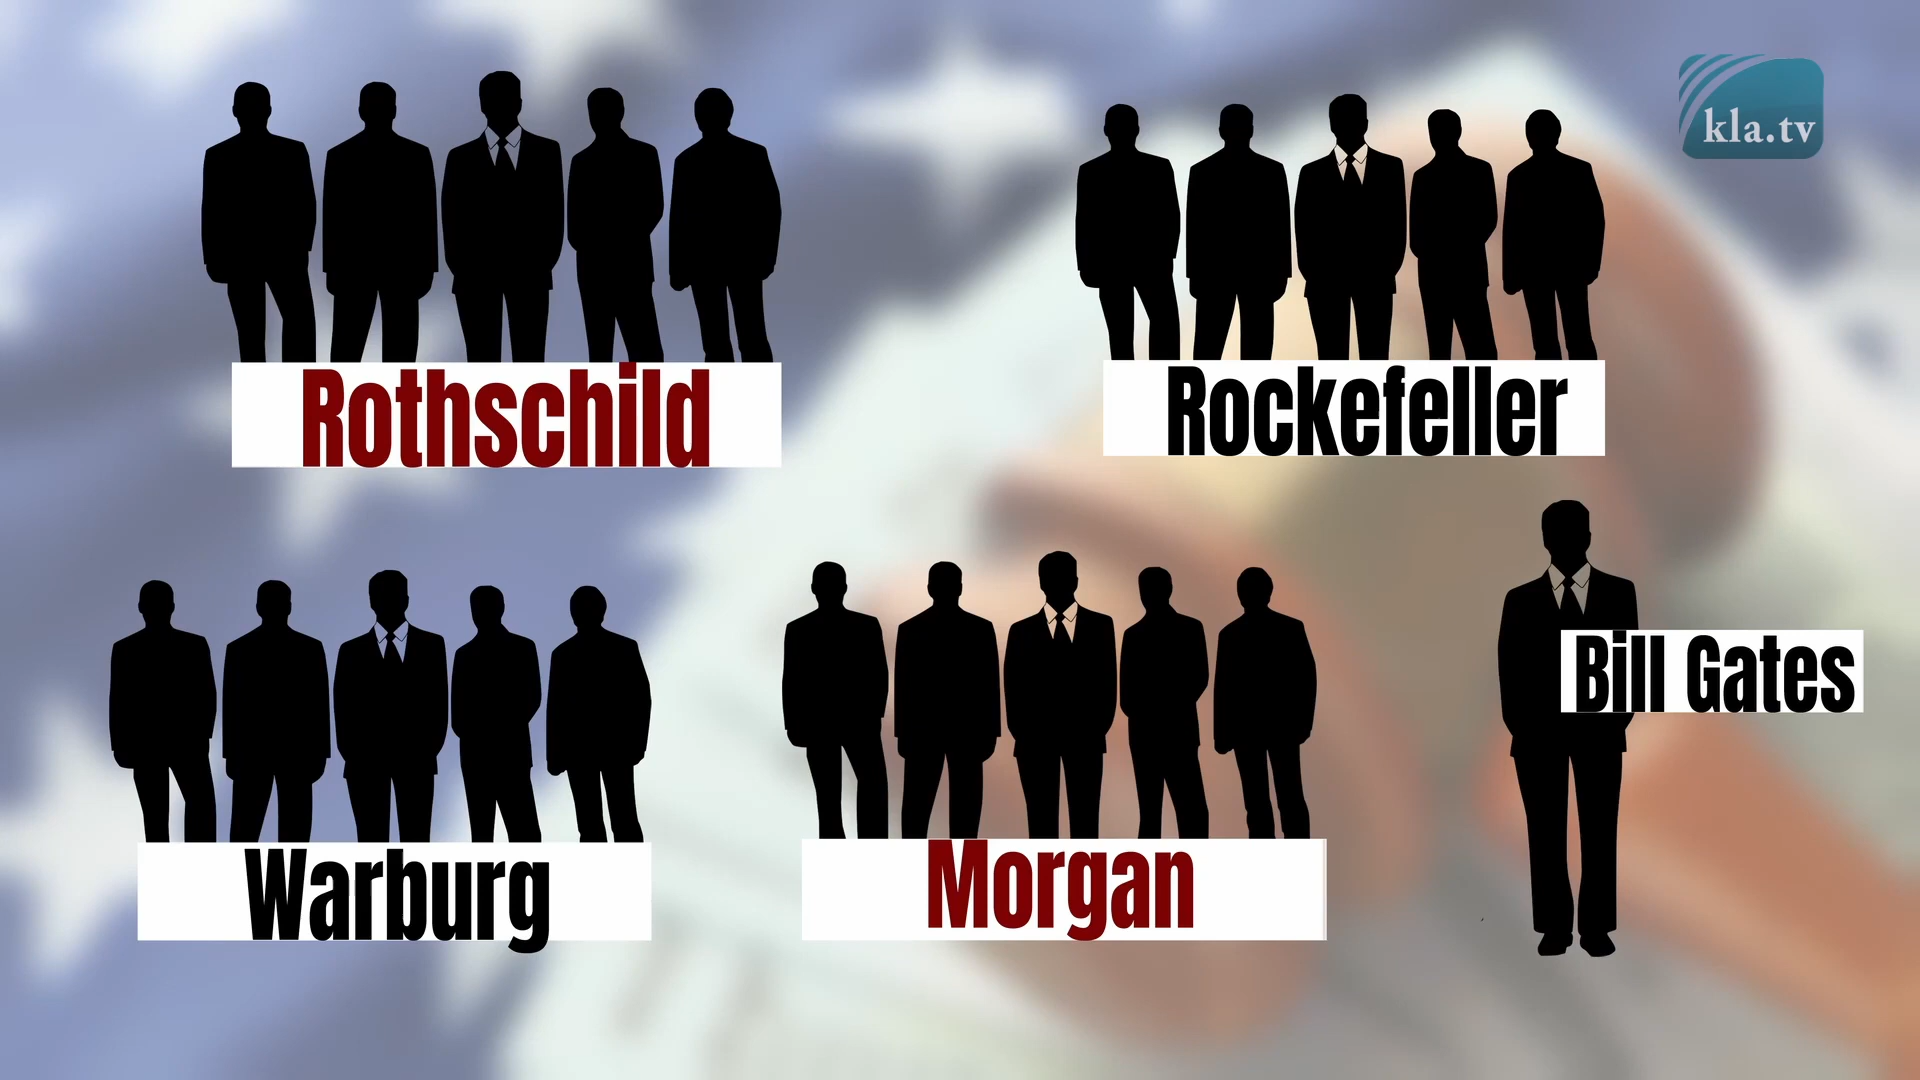 kla.tv
Rothschild
Rockefeller
Bill Gates
Warburg
Morgan